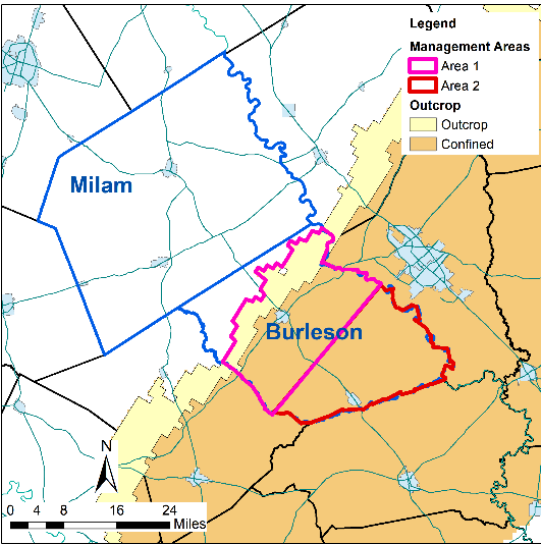 Legend
Management Areas
Area 1
Area 2
Outcrop
Outcrop
Confined
Milam
Burleson
N
0 4 8 16 24
Miles